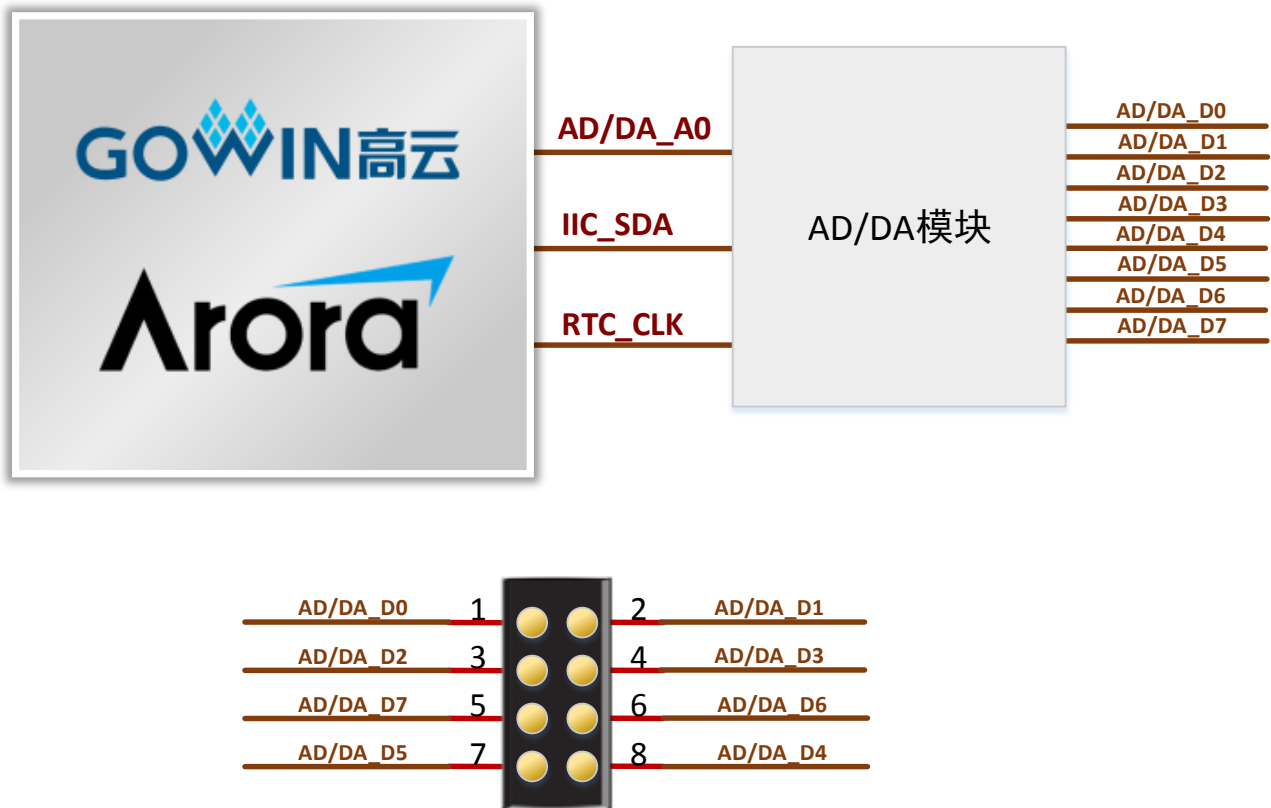 GOWIN高云
Arora
AD/DA_A0
IIC_SDA
RTC_CLK
AD/DA模块
AD/DA_D0
AD/DA_D1
AD/DA_D2
AD/DA_D3
AD/DA_D4
AD/DA_D5
AD/DA_D6
AD/DA_D7
AD/DA_D0 1 2 AD/DA_D1
AD/DA_D2 3 4 AD/DA_D3
AD/DA_D7 5 6 AD/DA_D6
AD/DA_D5 7 8 AD/DA_D4